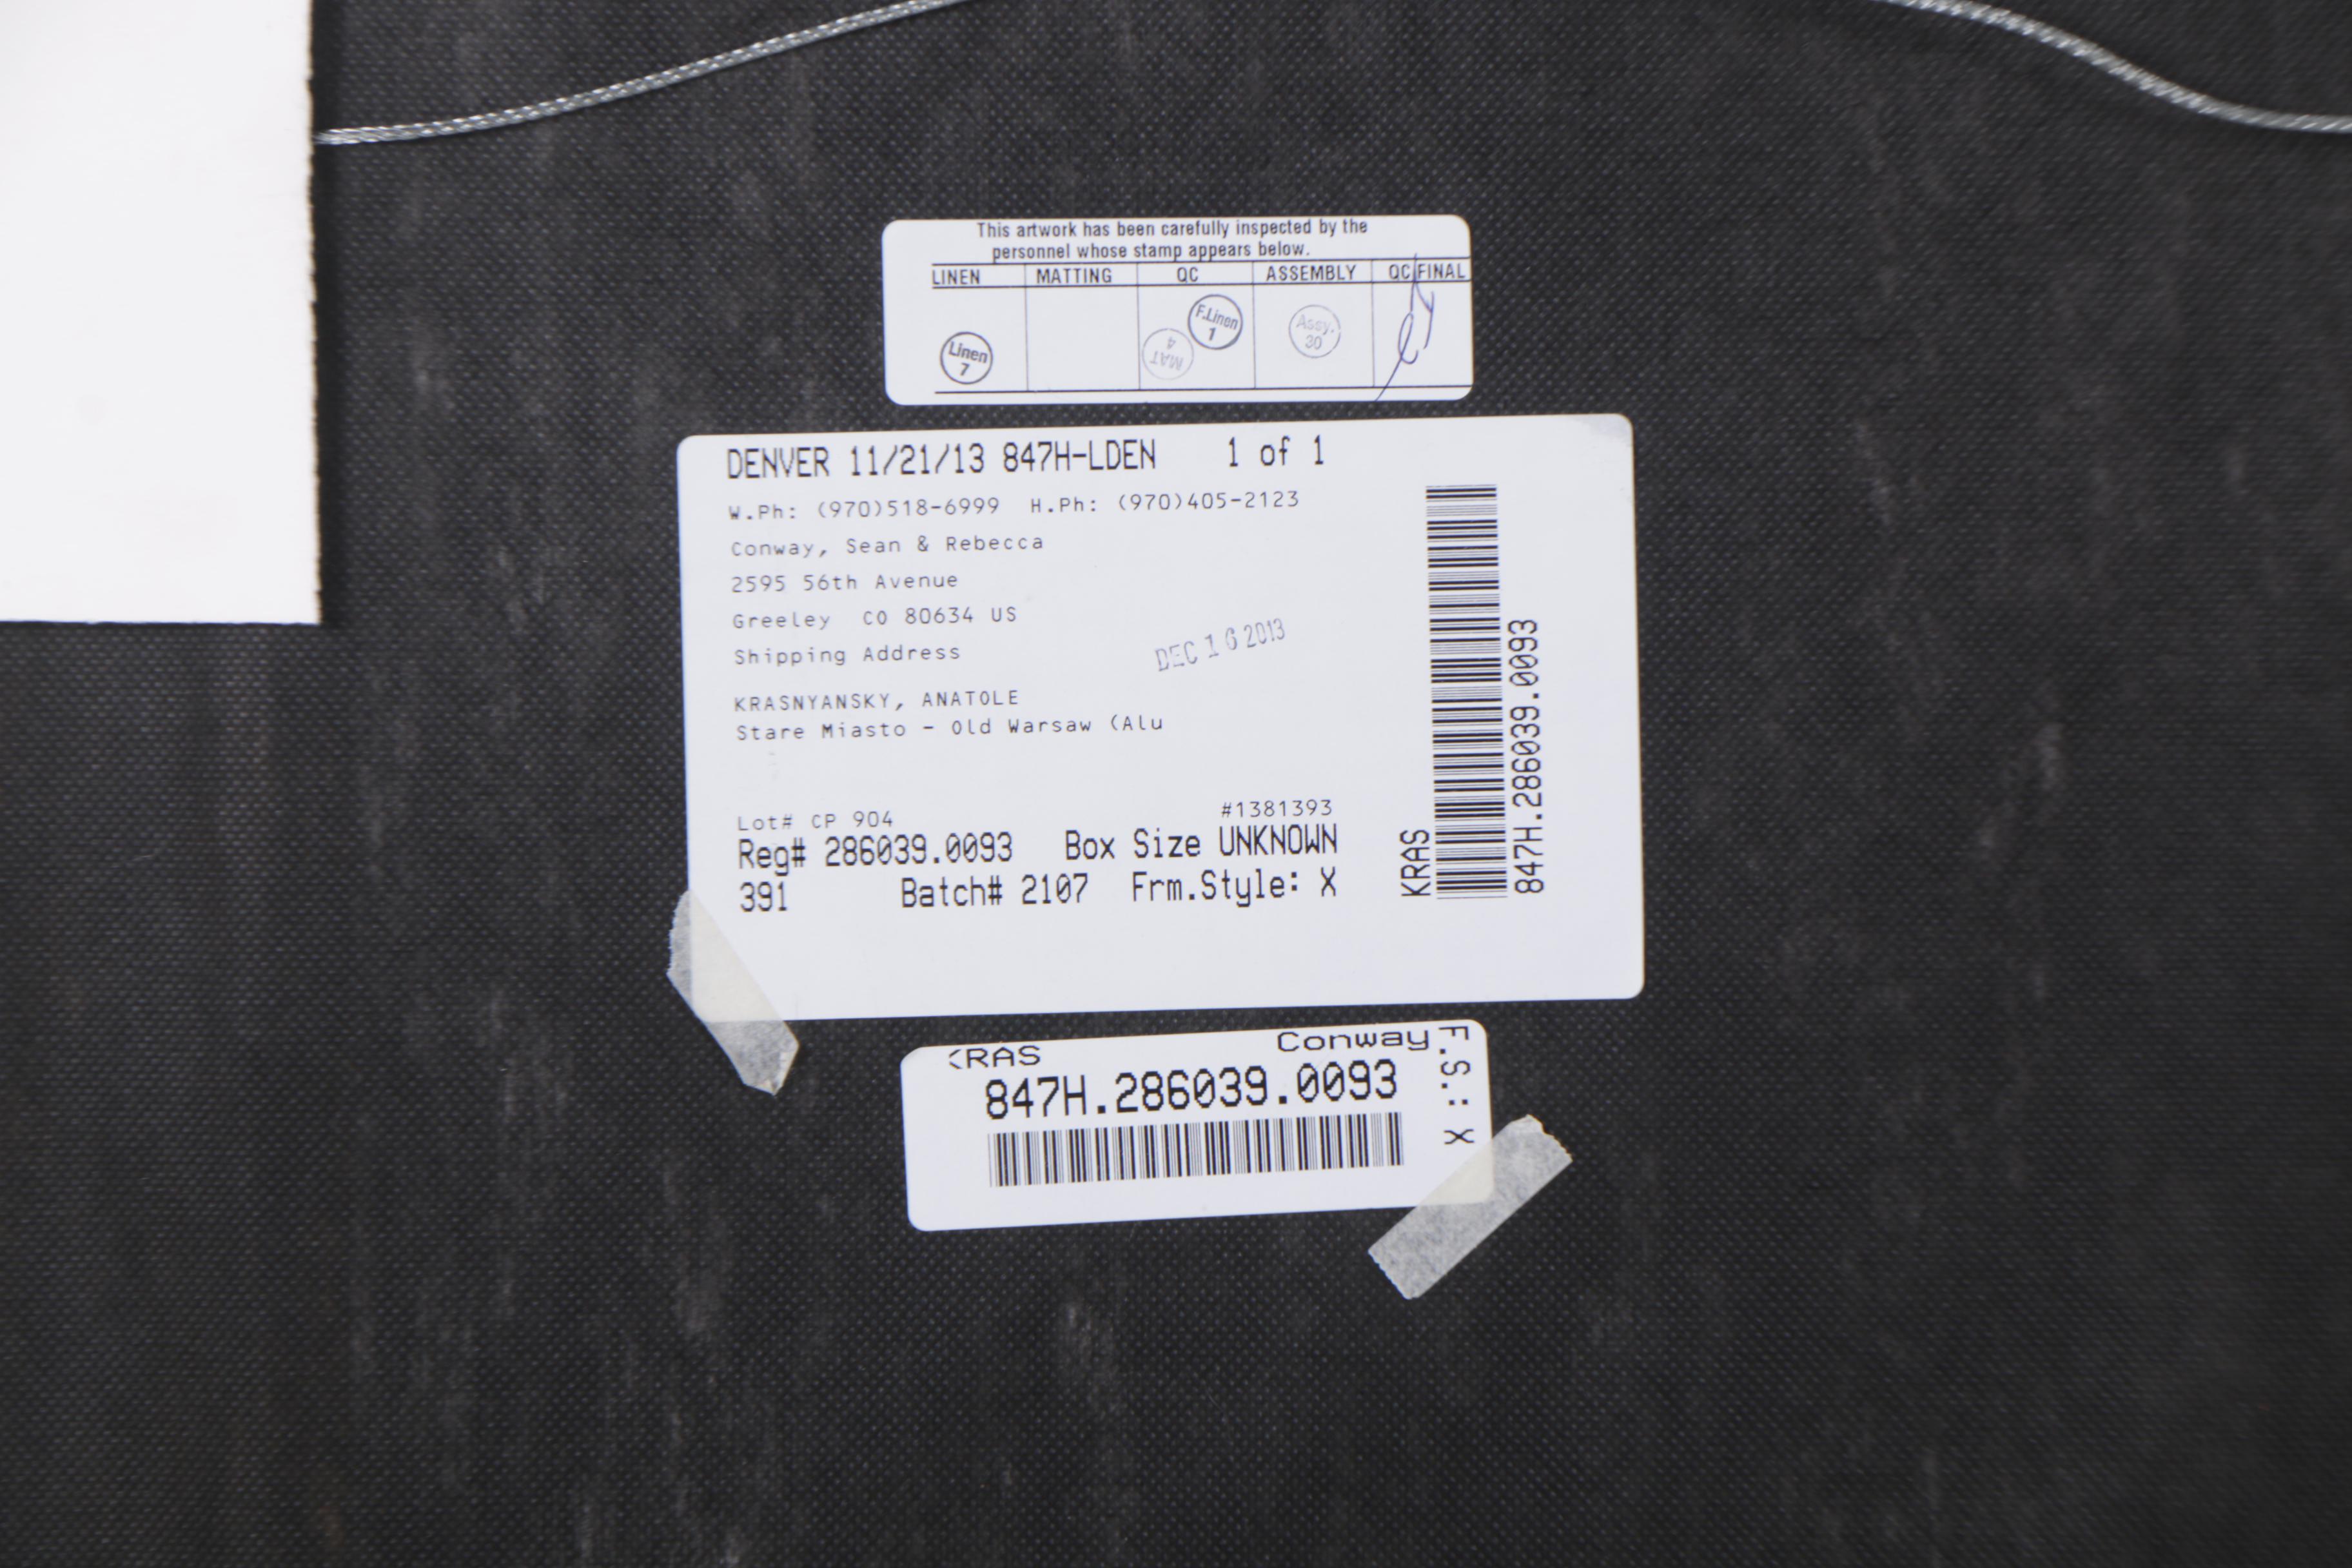 This artwork has been carefully inspected by the
personnel whose stamp appears below.
LINEN MATTING QC ASSEMBLY QC FINAL
Linen
7
F.Linen
1
MAT
4
Assy.
30
DENVER 11/21/13 847H-LDEN 1 of 1
W.Ph: (970)518-6999 H.Ph: (970)405-2123
Conway, Sean & Rebecca
2595 56th Avenue
Greeley CO 80634 US
Shipping Address
DEC 16 2013
KRASNYANSKY, ANATOLE
Stare Miasto - Old Warsaw (Alu
Lot# CP 904 #1381393
Reg# 286039.0093 Box Size UNKNOWN
391 Batch# 2107 Frm.Style: X
KRAS
847H.286039.0093
KRAS Conway
847H.286039.0093
F.S.: X